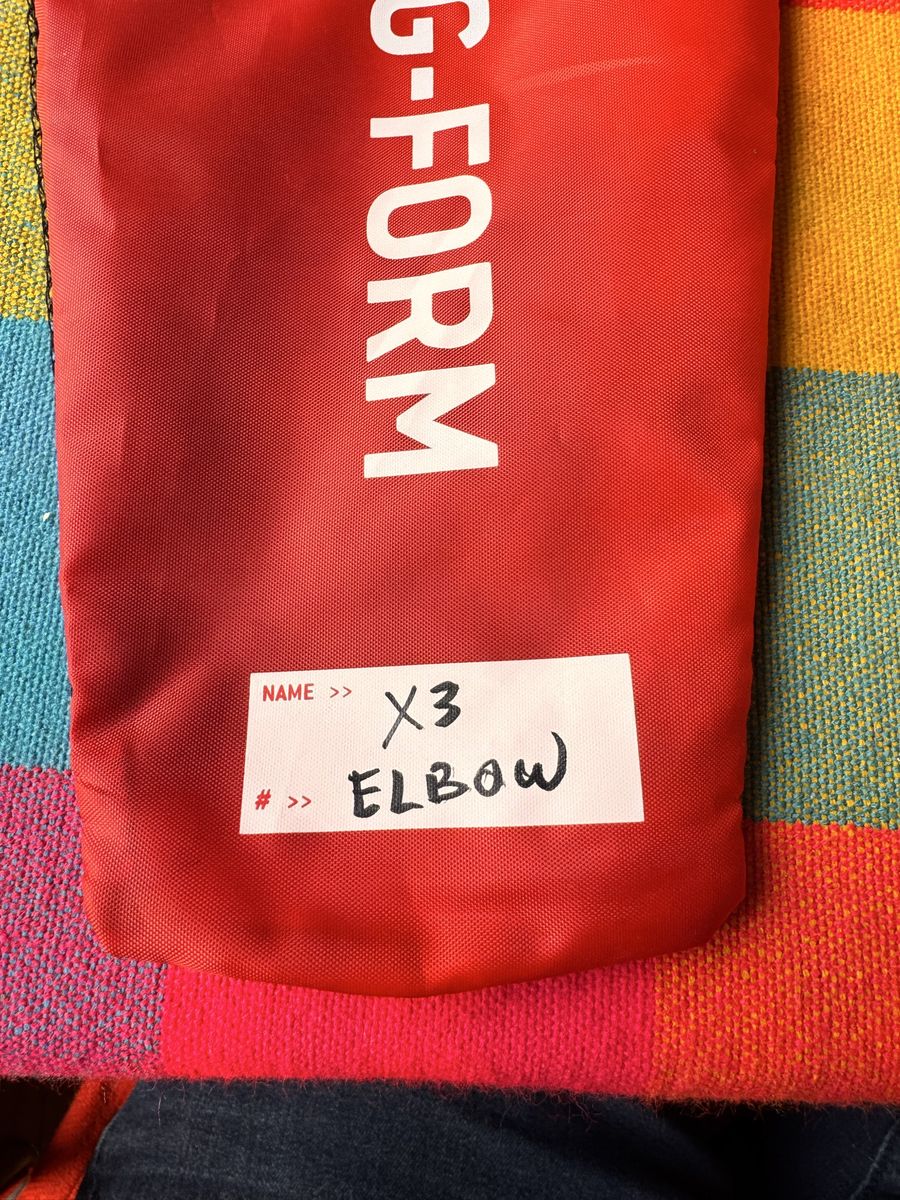 G-FORM
NAME >> X3
# >> ELBOW